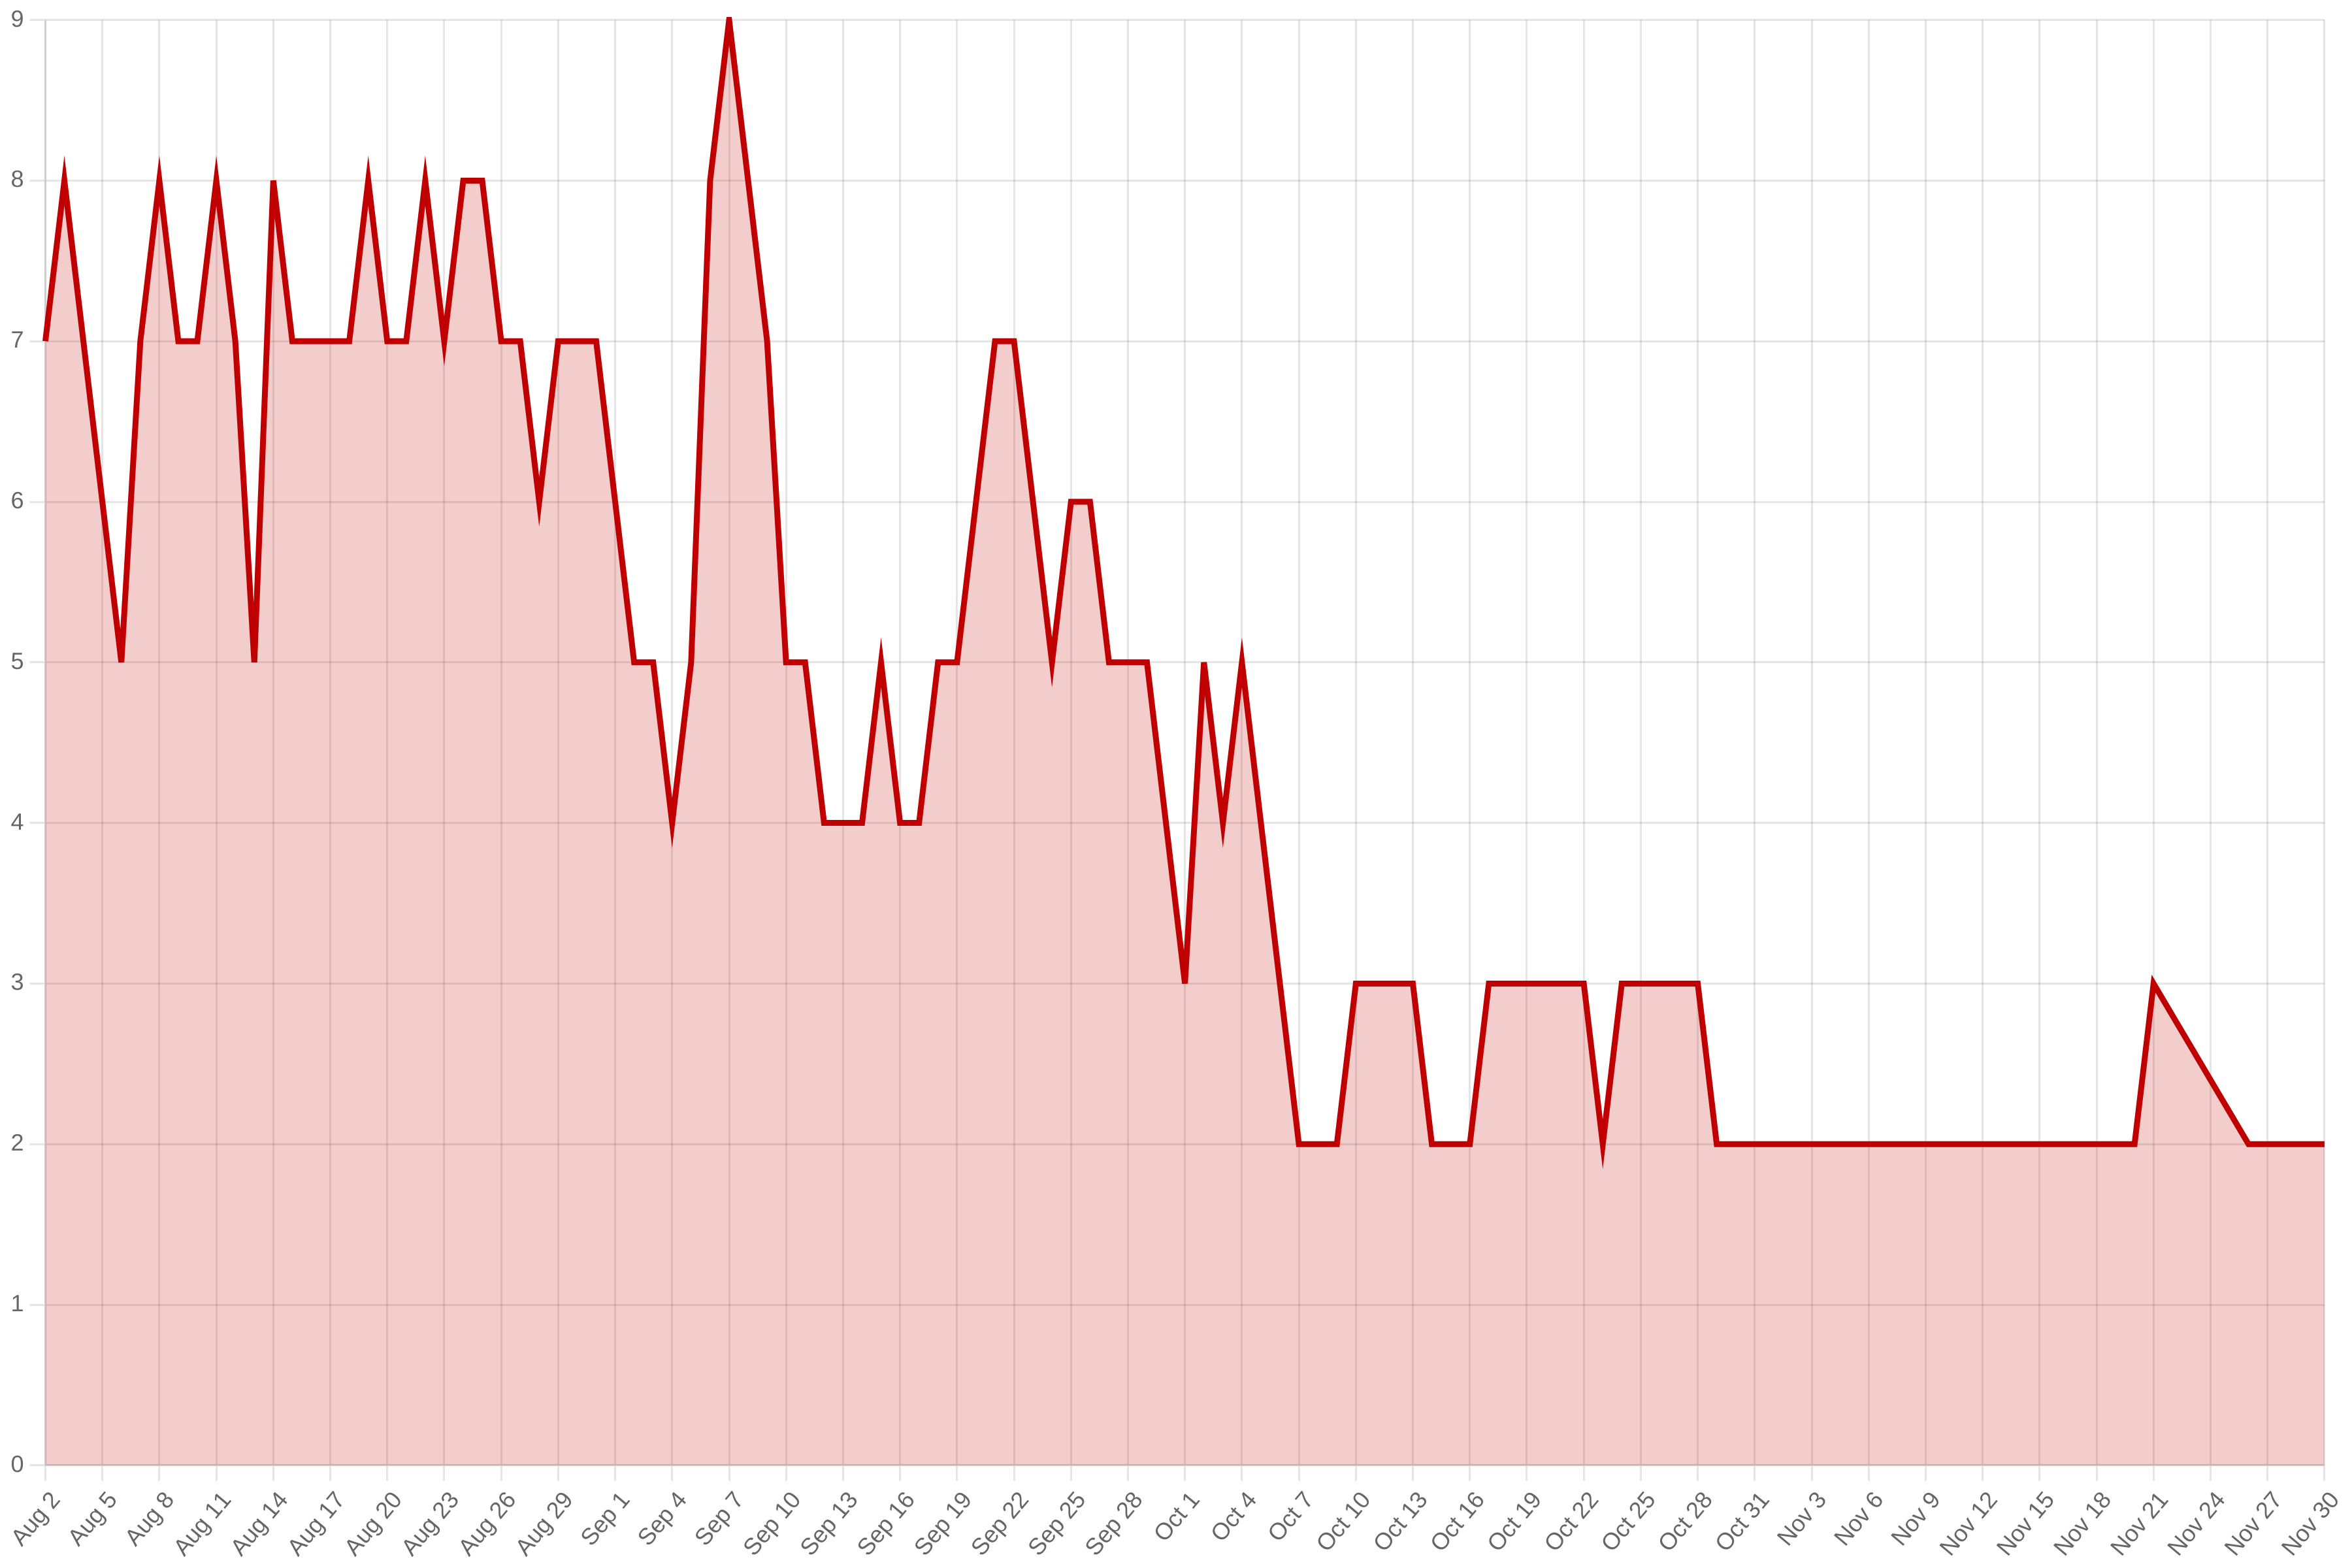 9
8
7
6
5
4
3
2
1
0
Aug 2
Aug 5
Aug 8
Aug 11
Aug 14
Aug 17
Aug 20
Aug 23
Aug 26
Aug 29
Sep 1
Sep 4
Sep 7
Sep 10
Sep 13
Sep 16
Sep 19
Sep 22
Sep 25
Sep 28
Oct 1
Oct 4
Oct 7
Oct 10
Oct 13
Oct 16
Oct 19
Oct 22
Oct 25
Oct 28
Oct 31
Nov 3
Nov 6
Nov 9
Nov 12
Nov 15
Nov 18
Nov 21
Nov 24
Nov 27
Nov 30